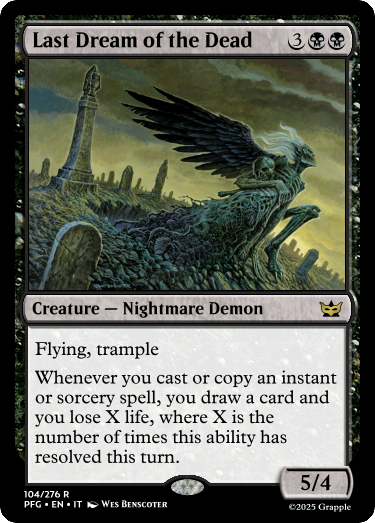 Last Dream of the Dead 3
Creature — Nightmare Demon
Flying, trample
Whenever you cast or copy an instant
or sorcery spell, you draw a card and
you lose X life, where X is the
number of times this ability has
resolved this turn.
5/4
104/276 R
PFG • EN • IT Wes Benscoter
©2025 Grapple